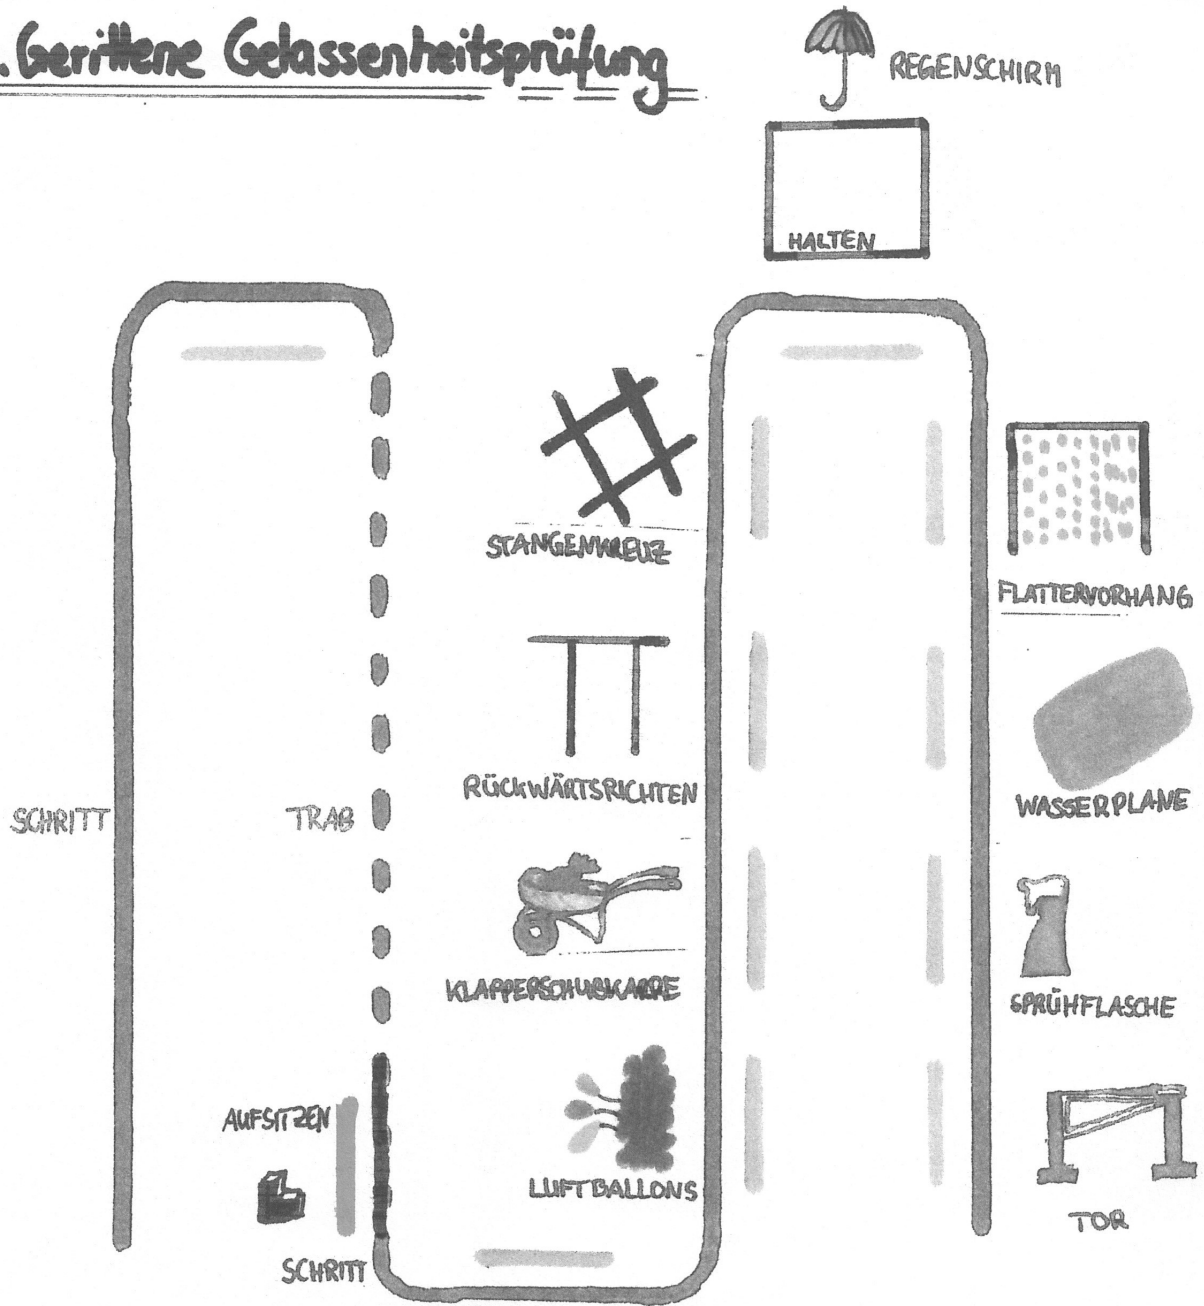 . Gerittene Gelassenheitsprüfung
REGENSCHIRM
HALTEN
STANGENKREUZ
FLATTERVORHANG
RÜCKWÄRTSRICHTEN
WASSERPLANE
SCHRITT
TRAB
KLAPPERSCHUBKARRE
SPRÜHFLASCHE
AUFSITZEN
LUFTBALLONS
TOR
SCHRITT